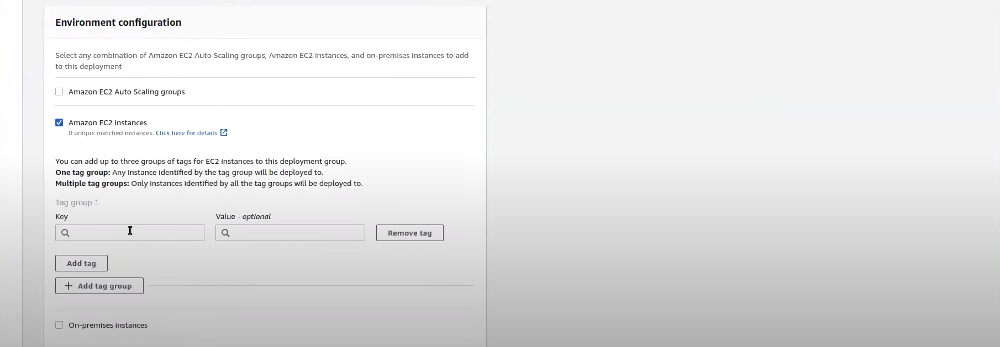 Environment configuration
Select any combination of Amazon EC2 Auto Scaling groups, Amazon EC2 instances, and on-premises instances to add
to this deployment
Amazon EC2 Auto Scaling groups
Amazon EC2 instances
0 unique matched instances. Click here for details
You can add up to three groups of tags for EC2 instances to this deployment group.
One tag group: Any instance identified by the tag group will be deployed to.
Multiple tag groups: Only instances identified by all the tag groups will be deployed to.
Tag group 1
Key Value - optional
Remove tag
Add tag
Add tag group
On-premises instances